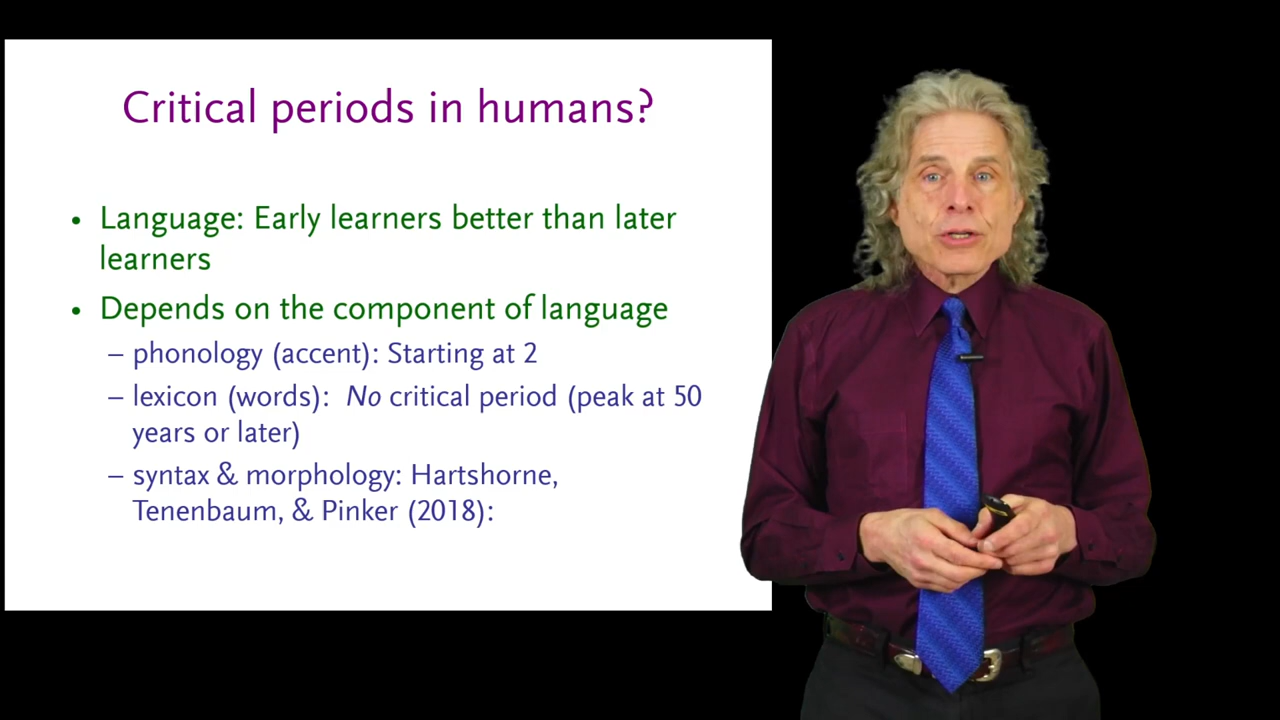 Critical periods in humans?
• Language: Early learners better than later
learners
• Depends on the component of language
– phonology (accent): Starting at 2
– lexicon (words): No critical period (peak at 50
years or later)
– syntax & morphology: Hartshorne,
Tenenbaum, & Pinker (2018):